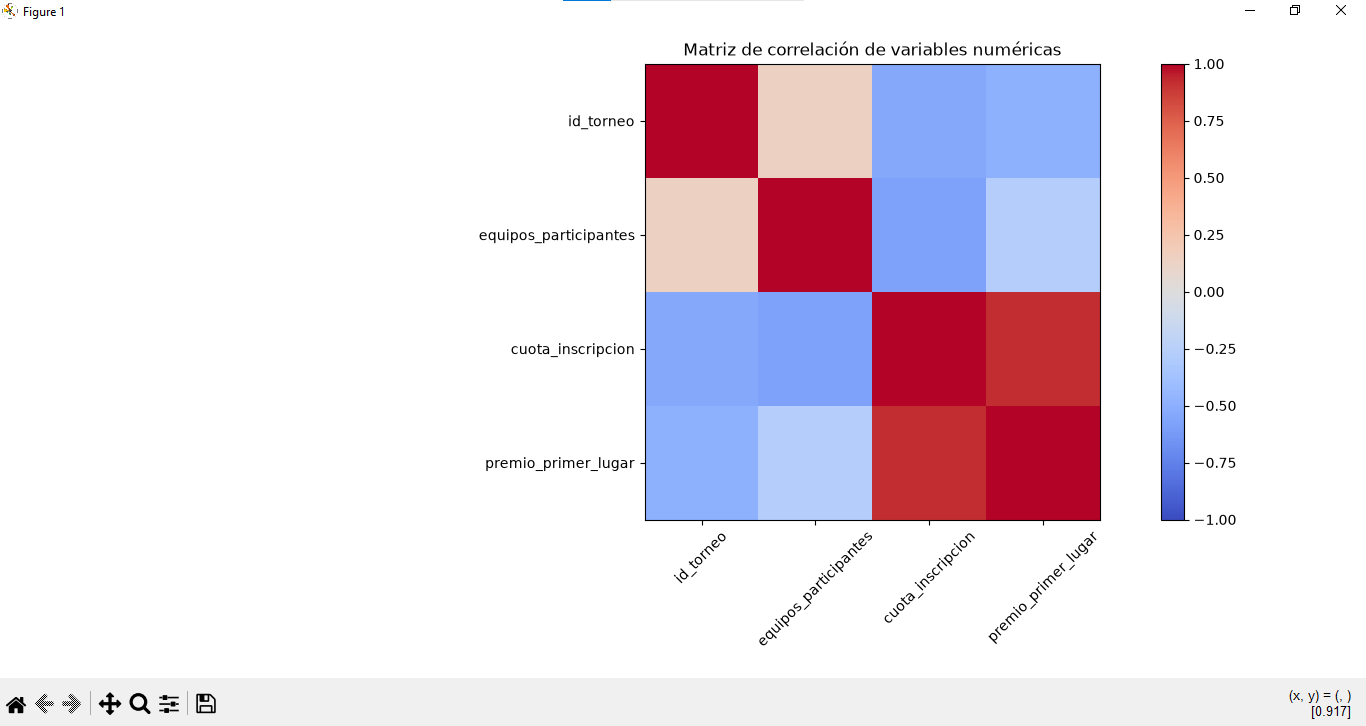 Figure 1
Matriz de correlación de variables numéricas
id_torneo
equipos_participantes
cuota_inscripcion
premio_primer_lugar
id_torneo
equipos_participantes
cuota_inscripcion
premio_primer_lugar
1.00
0.75
0.50
0.25
0.00
−0.25
−0.50
−0.75
−1.00
(x, y) = (, )
[0.917]